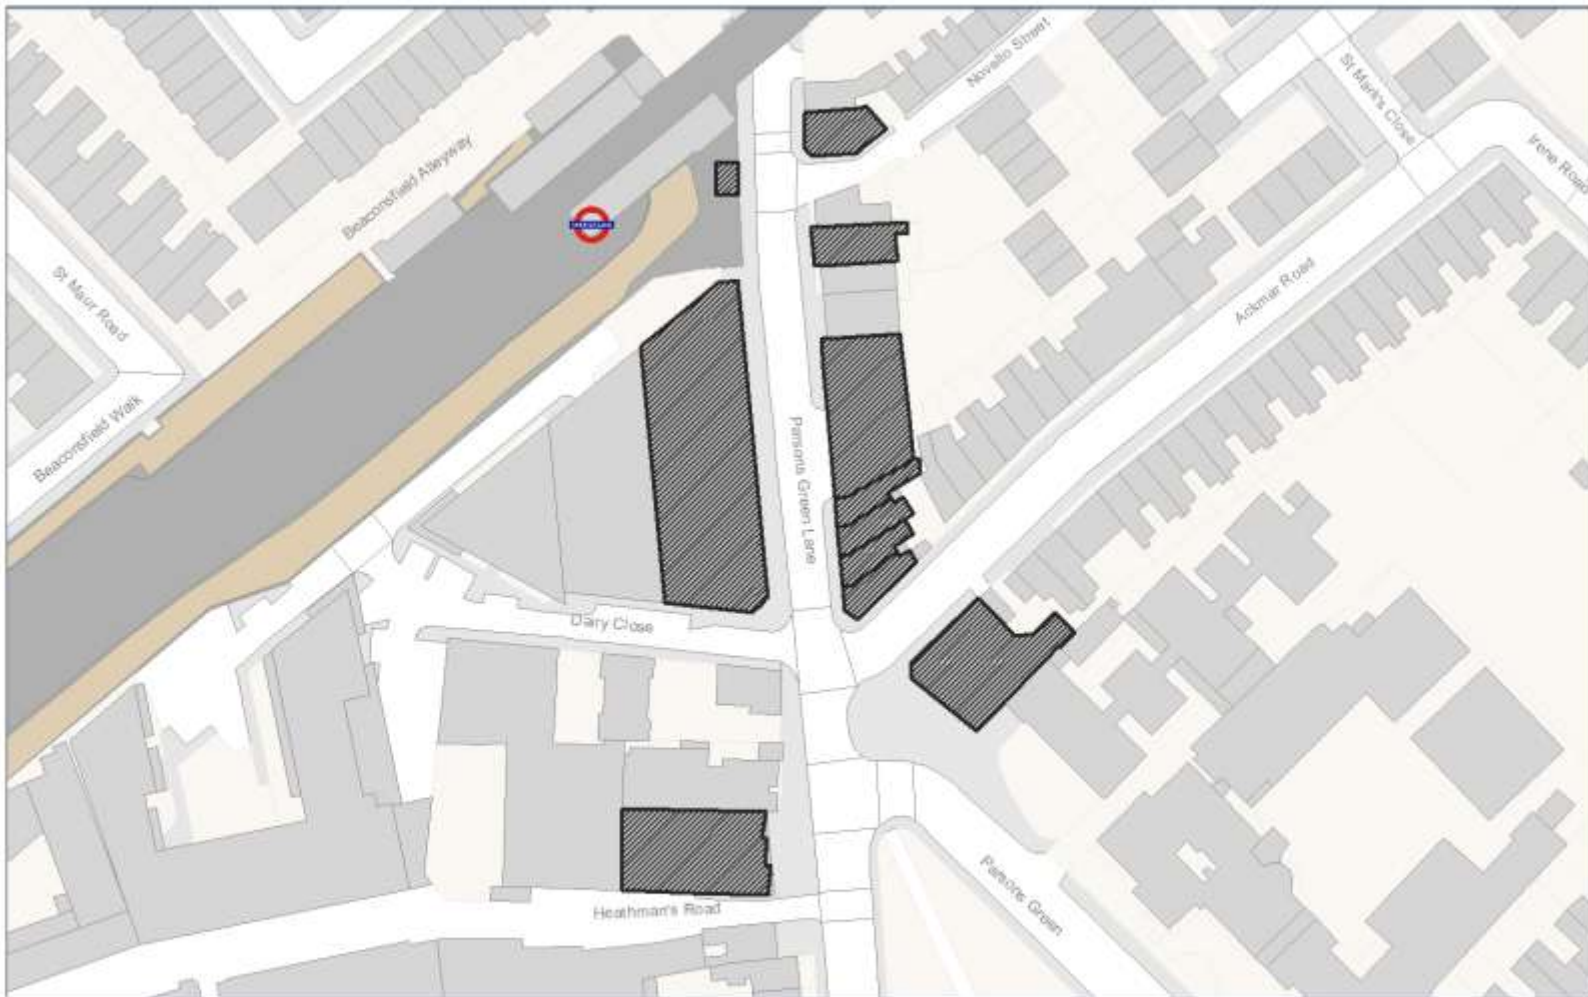 Novello Street
St Mark's Close
Irene Road
Beaconsfield Alleyway
UNDERGROUND
St Maur Road
Ackmar Road
Beaconsfield Walk
Parsons Green Lane
Dairy Close
Parsons Green
Heathman's Road